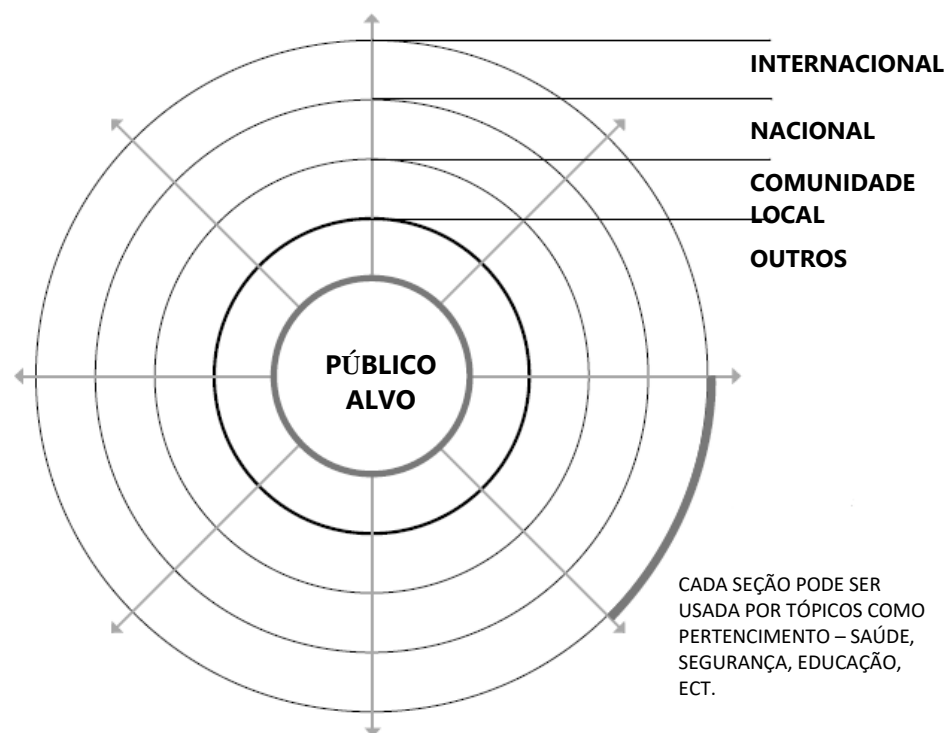 INTERNACIONAL
NACIONAL
COMUNIDADE
LOCAL
OUTROS
PÚBLICO
ALVO
CADA SEÇÃO PODE SER
USADA POR TÓPICOS COMO
PERTENCIMENTO – SAÚDE,
SEGURANÇA, EDUCAÇÃO,
ECT.